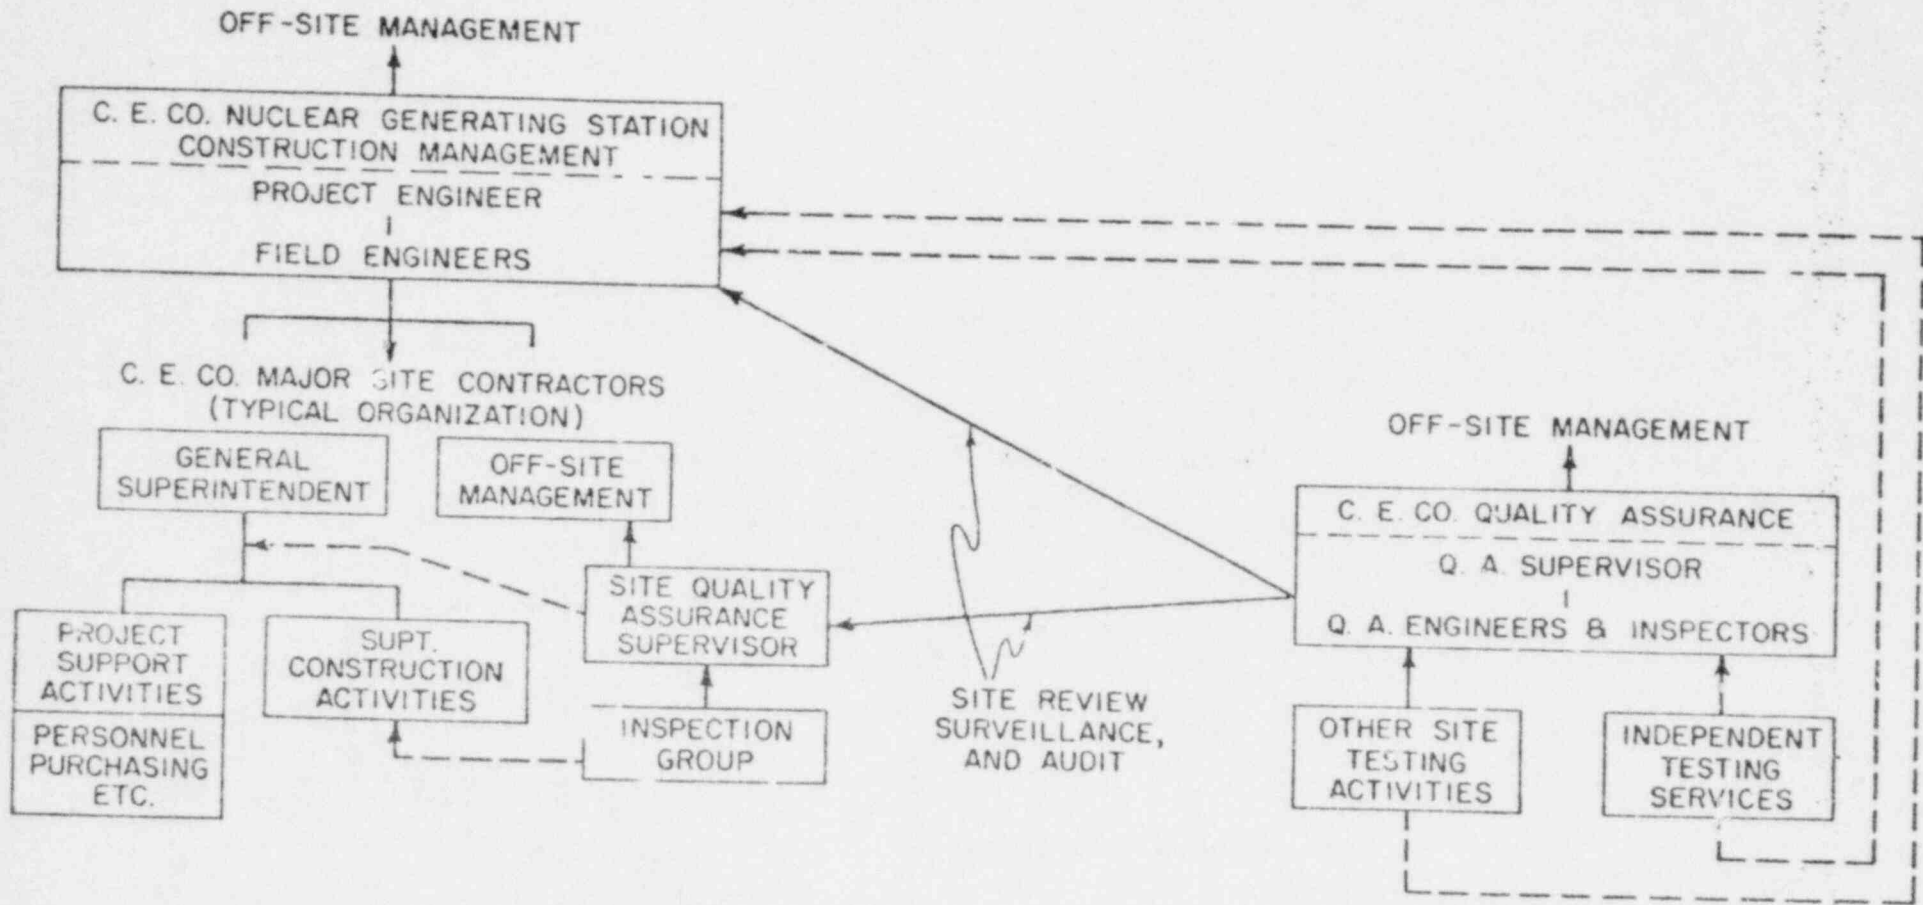 OFF-SITE MANAGEMENT
C. E. CO. NUCLEAR GENERATING STATION
CONSTRUCTION MANAGEMENT
PROJECT ENGINEER
FIELD ENGINEERS
C. E. CO. MAJOR SITE CONTRACTORS
(TYPICAL ORGANIZATION)
GENERAL
SUPERINTENDENT
OFF-SITE
MANAGEMENT
SITE QUALITY
ASSURANCE
SUPERVISOR
PROJECT
SUPPORT
ACTIVITIES
PERSONNEL
PURCHASING
ETC.
SUPT.
CONSTRUCTION
ACTIVITIES
INSPECTION
GROUP
SITE REVIEW
SURVEILLANCE,
AND AUDIT
OFF-SITE MANAGEMENT
C. E. CO. QUALITY ASSURANCE
Q. A. SUPERVISOR
Q. A. ENGINEERS & INSPECTORS
OTHER SITE
TESTING
ACTIVITIES
INDEPENDENT
TESTING
SERVICES